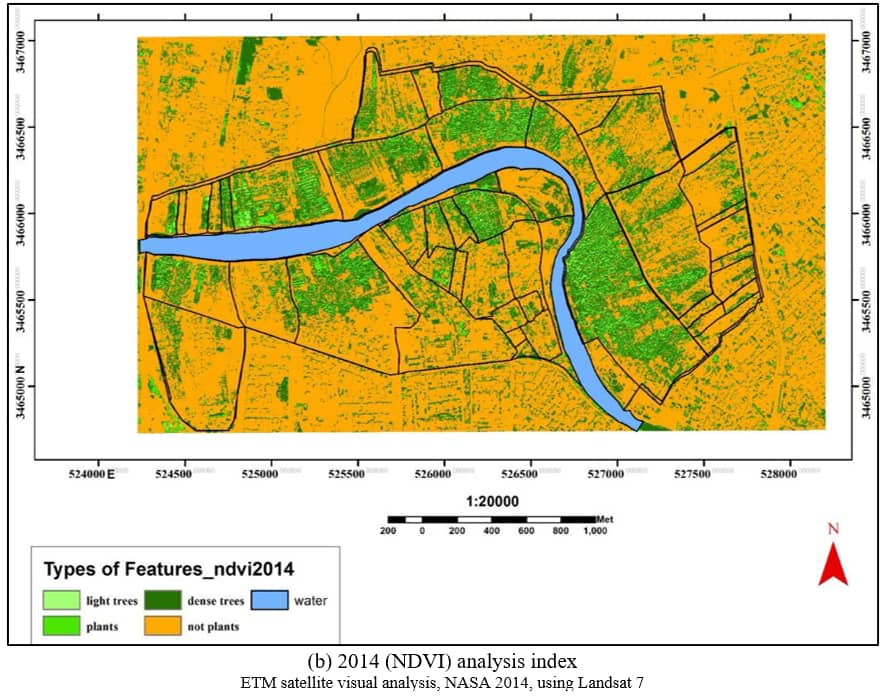 3467000
3466500
3466000
3465500
3465000 N
3467000
3466500
3466000
3465500
3465000
524000 E 524500 525000 525500 526000 526500 527000 527500 528000
1:20000
Met
200 0 200 400 600 800 1,000
N
Types of Features_ndvi2014
light trees dense trees water
plants not plants
(b) 2014 (NDVI) analysis index
ETM satellite visual analysis, NASA 2014, using Landsat 7